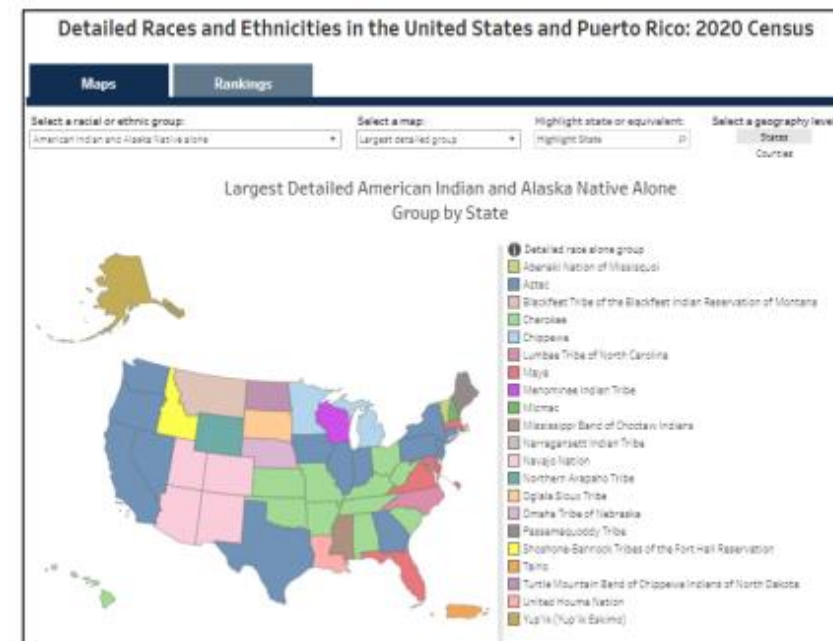 Detailed Races and Ethnicities in the United States and Puerto Rico: 2020 Census
Maps
Rankings
Select a racial or ethnic group:
American Indian and Alaska Native alone
Select a map:
Largest detailed group
Highlight state or equivalent:
Highlight State
Select a geography level
States
Counties
Largest Detailed American Indian and Alaska Native Alone
Group by State
Detailed race alone group
Abenaki Nation of Missisquoi
Aztec
Blackfeet Tribe of the Blackfeet Indian Reservation of Montana
Cherokee
Chippewa
Lumbee Tribe of North Carolina
Maya
Menominee Indian Tribe
Micmac
Mississippi Band of Choctaw Indians
Narragansett Indian Tribe
Navajo Nation
Northern Arapaho Tribe
Oglala Sioux Tribe
Omaha Tribe of Nebraska
Passamaquoddy Tribe
Shoshone-Bannock Tribes of the Fort Hall Reservation
Taino
Turtle Mountain Band of Chippewa Indians of North Dakota
United Houma Nation
Yup'ik (Yup'ik Eskimo)